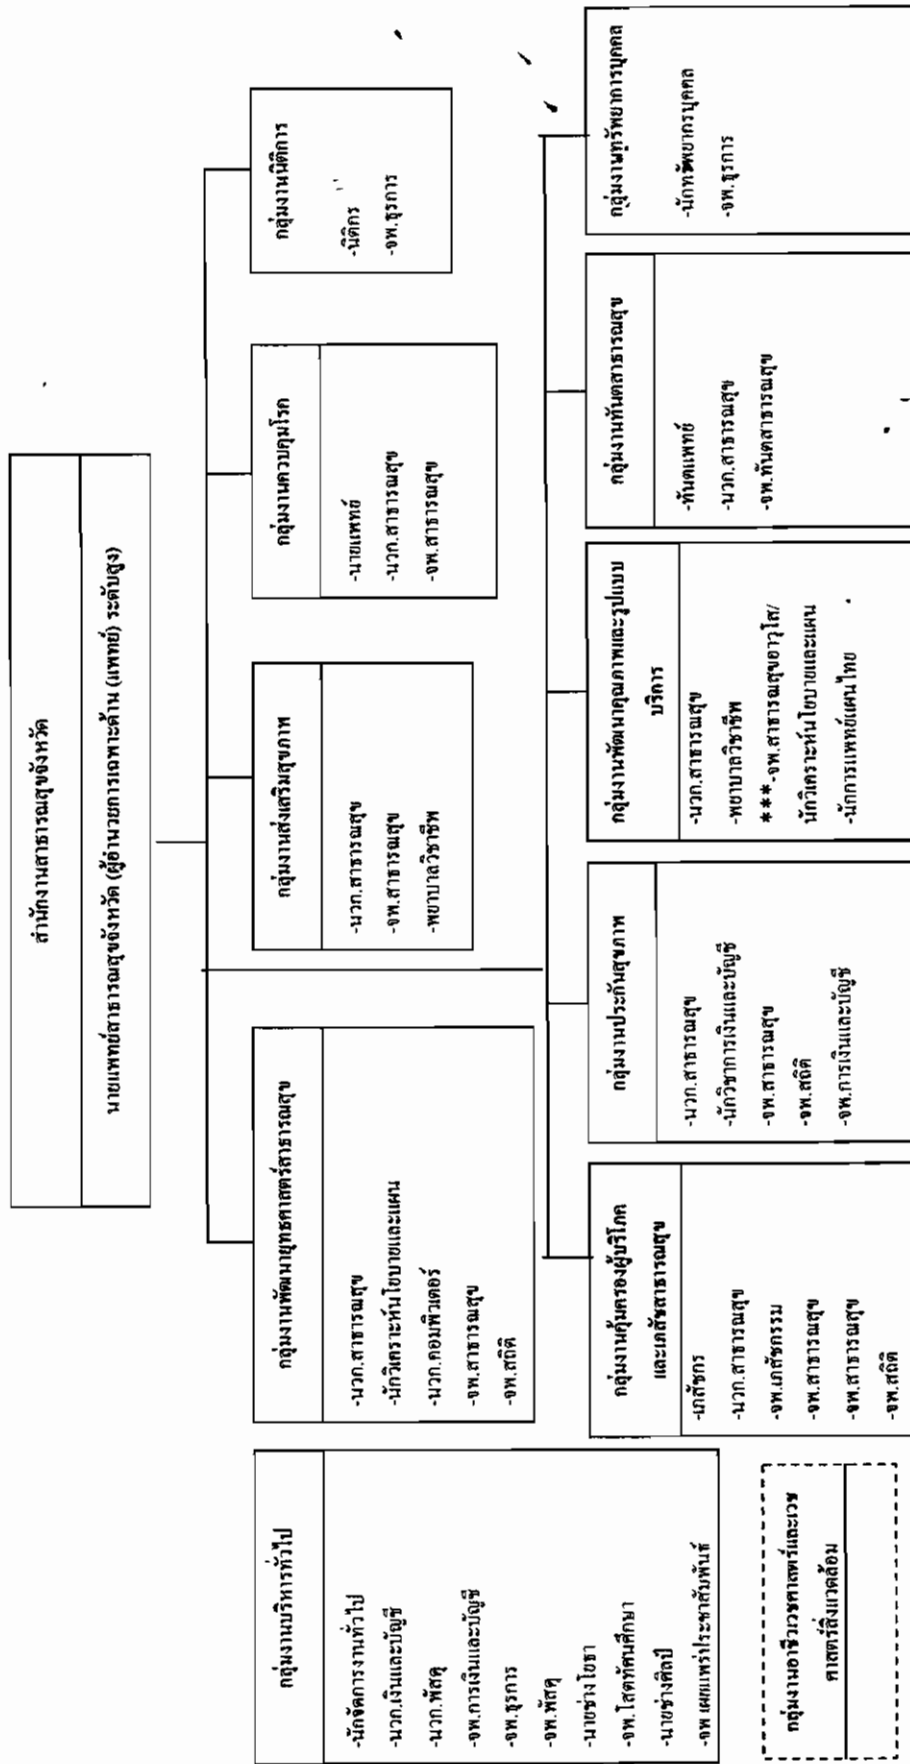 สำนักงานสาธารณสุขจังหวัด
นายแพทย์สาธารณสุขจังหวัด (ผู้อำนวยการเฉพาะด้าน (แพทย์) ระดับสูง)
กลุ่มงานบริหารทั่วไป
-นักจัดการงานทั่วไป
-นวก.เงินและบัญชี
-นวก.พัสดุ
-จพ.การเงินและบัญชี
-จพ.ธุรการ
-จพ.พัสดุ
-นายช่างโยธา
-จพ.โสตทัศนศึกษา
-นายช่างศิลป์
-จพ เผยแพร่ประชาสัมพันธ์
กลุ่มงานพัฒนายุทธศาสตร์สาธารณสุข
-นวก.สาธารณสุข
-นักวิเคราะห์นโยบายและแผน
-นวก.คอมพิวเตอร์
-จพ.สาธารณสุข
-จพ.สถิติ
กลุ่มงานส่งเสริมสุขภาพ
-นวก.สาธารณสุข
-จพ.สาธารณสุข
-พยาบาลวิชาชีพ
กลุ่มงานควบคุมโรค
-นายแพทย์
-นวก.สาธารณสุข
-จพ.สาธารณสุข
กลุ่มงานนิติการ
-นิติกร
-จพ.ธุรการ
กลุ่มงานคุ้มครองผู้บริโภค
และเภสัชสาธารณสุข
-เภสัชกร
-นวก.สาธารณสุข
-จพ.เภสัชกรรม
-จพ.สาธารณสุข
-จพ.สาธารณสุข
-จพ.สถิติ
กลุ่มงานประกันสุขภาพ
-นวก.สาธารณสุข
-นักวิชาการเงินและบัญชี
-จพ.สาธารณสุข
-จพ.สถิติ
-จพ.การเงินและบัญชี
กลุ่มงานพัฒนาคุณภาพและรูปแบบ
บริการ
-นวก.สาธารณสุข
-พยาบาลวิชาชีพ
***-จพ.สาธารณสุขอาวุโส/
นักวิเคราะห์นโยบายและแผน
-นักการแพทย์แผนไทย
กลุ่มงานทันตสาธารณสุข
-ทันตแพทย์
-นวก.สาธารณสุข
-จพ.ทันตสาธารณสุข
กลุ่มงานทรัพยากรบุคคล
-นักทรัพยากรบุคคล
-จพ.ธุรการ
กลุ่มงานอาชีวเวชศาสตร์และเวช
ศาสตร์สิ่งแวดล้อม